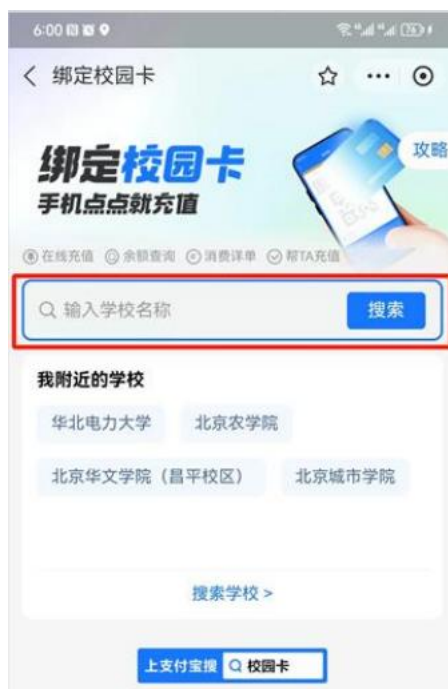 6:00
绑定校园卡
攻略
绑定校园卡
手机点点就充值
在线充值 余额查询 消费详单 帮TA充值
输入学校名称 搜索
我附近的学校
华北电力大学 北京农学院
北京华文学院（昌平校区） 北京城市学院
搜索学校 >
上支付宝搜 校园卡